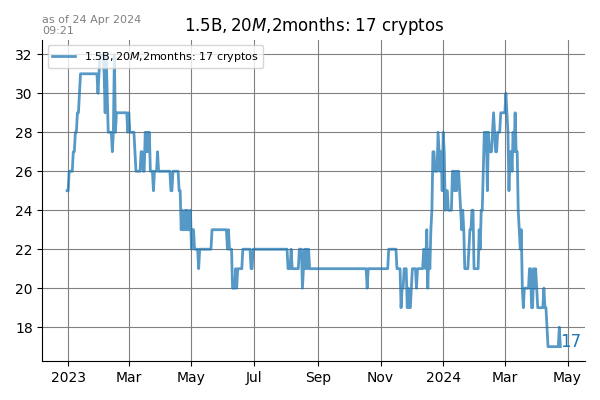 as of 24 Apr 2024
09:21
1.5B, 20M,2months: 17 cryptos
1.5B, 20M,2months: 17 cryptos
32
30
28
26
24
22
20
18
17
2023 Mar May Jul Sep Nov 2024 Mar May